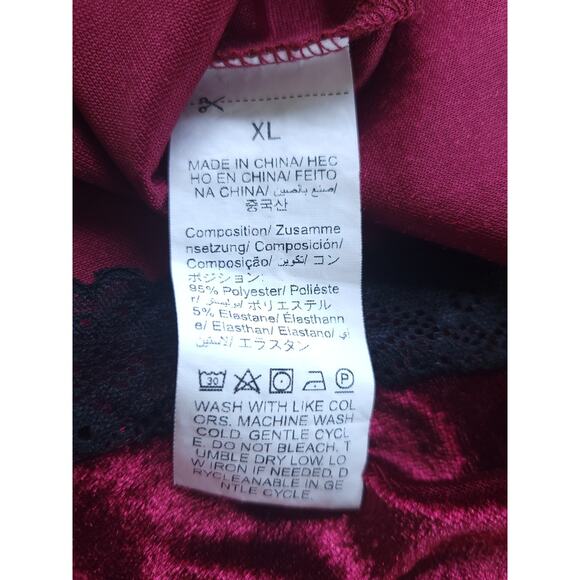 XL
MADE IN CHINA/ HEC
HO EN CHINA/ FEITO
NA CHINA/ صنع بالصين/
중국산
Composition/ Zusamme
nsetzung/ Composición/
Composição/ تكوين/ コン
ポジション:
95% Polyester/ Poliéste
r/ بوليستر/ ポリエステル
5% Elastane/ Élasthann
e/ Elasthan/ Elastano/ أي
لاستين/ エラスタン
30 P
WASH WITH LIKE COL
ORS. MACHINE WASH
COLD. GENTLE CYCL
E. DO NOT BLEACH. T
UMBLE DRY LOW. LO
W IRON IF NEEDED. D
RYCLEANABLE IN GE
NTLE CYCLE.